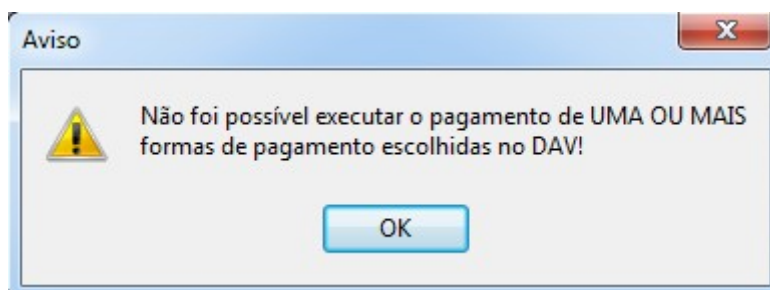 Aviso
Não foi possível executar o pagamento de UMA OU MAIS
formas de pagamento escolhidas no DAV!
OK